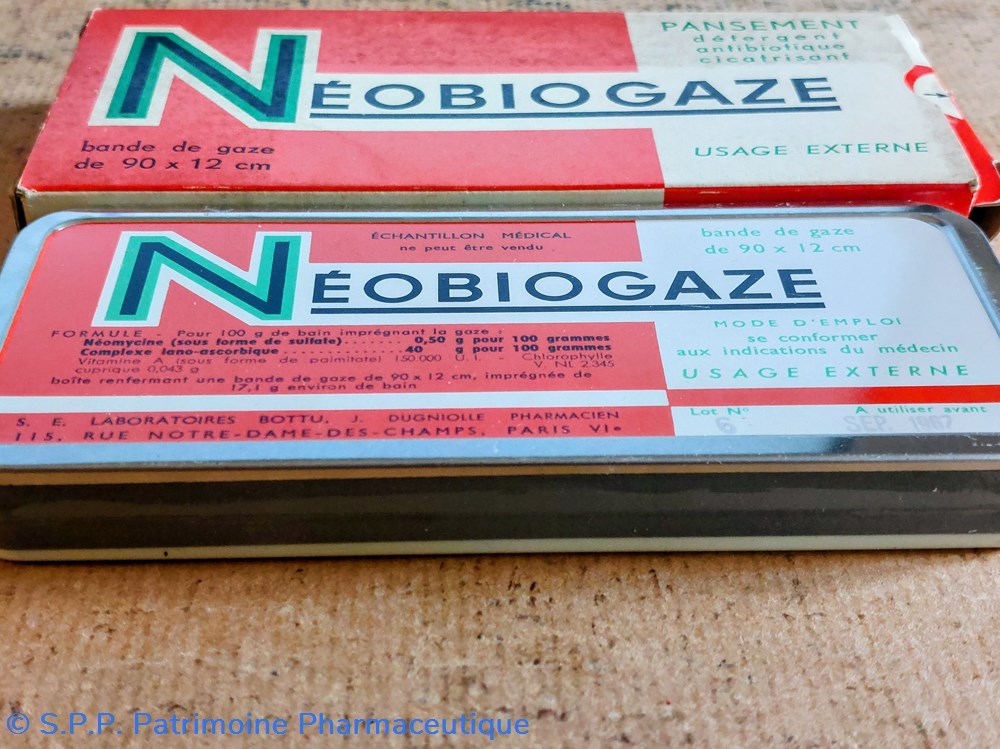 PANSEMENT
détergent
antibiotique
cicatrisant
NÉOBIOGAZE
bande de gaze
de 90 x 12 cm
USAGE EXTERNE
ÉCHANTILLON MÉDICAL
ne peut être vendu
bande de gaze
de 90 x 12 cm
NÉOBIOGAZE
FORMULE - Pour 100 g de bain imprégnant la gaze :
Néomycine (sous forme de sulfate)....... 0,50 g pour 100 grammes
Complexe lano-ascorbique............... 40 g pour 100 grammes
Vitamine A (sous forme de palmitate) 150.000 U.I. - Chlorophylle
cuprique 0,043 g V. NL 2345
boîte renfermant une bande de gaze de 90 x 12 cm, imprégnée de
17,1 g environ de bain
MODE D'EMPLOI
se conformer
aux indications du médecin
USAGE EXTERNE
S. E. LABORATOIRES BOTTU, J. DUGNIOLLE PHARMACIEN
115, RUE NOTRE-DAME-DES-CHAMPS, PARIS VIe
Lot No A utiliser avant
6 SEP. 1967
© S.P.P. Patrimoine Pharmaceutique